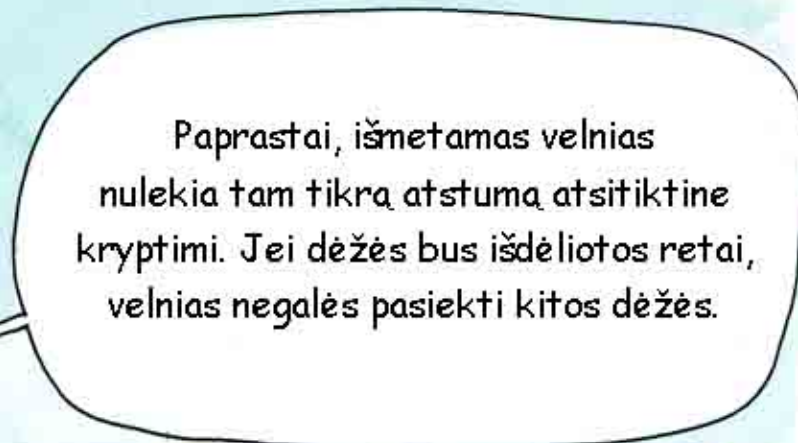 Paprastai, išmetamas velnias
nulekia tam tikrą atstumą atsitiktine
kryptimi. Jei dėžės bus išdėliotos retai,
velnias negalės pasiekti kitos dėžės.